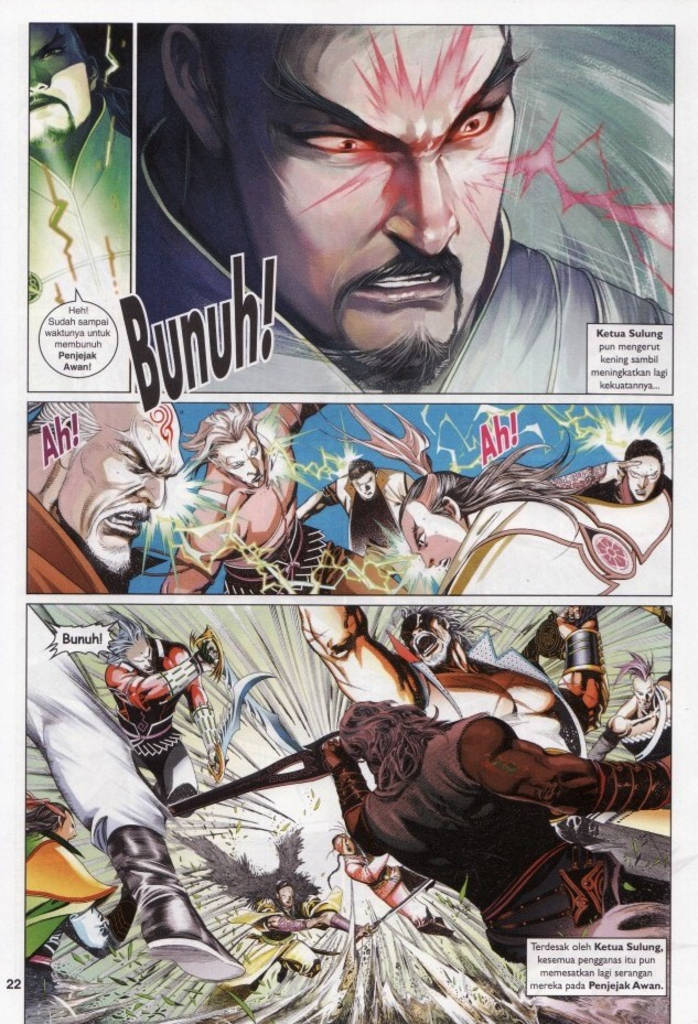 Heh!
Sudah sampai
waktunya untuk
membunuh
Penjejak
Awan!
Bunuh!
Ketua Sulung
pun mengerut
kening sambil
meningkatkan lagi
kekuatannya...
Ah!
Ah!
Bunuh!
Terdesak oleh Ketua Sulung,
kesemua pengganas itu pun
memesatkan lagi serangan
mereka pada Penjejak Awan.
22